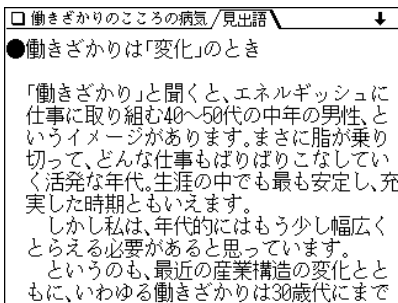 □ 働きざかりのこころの病気/見出語\ ↓
●働きざかりは｢変化｣のとき
｢働きざかり｣と聞くと、エネルギッシュに
仕事に取り組む40〜50代の中年の男性、と
いうイメージがあります。まさに脂が乗り
切って、どんな仕事もばりばりこなしてい
く活発な年代。生涯の中でも最も安定し、充
実した時期ともいえます。
しかし私は、年代的にはもう少し幅広く
とらえる必要があると思っています。
というのも、最近の産業構造の変化とと
もに、いわゆる働きざかりは30歳代にまで